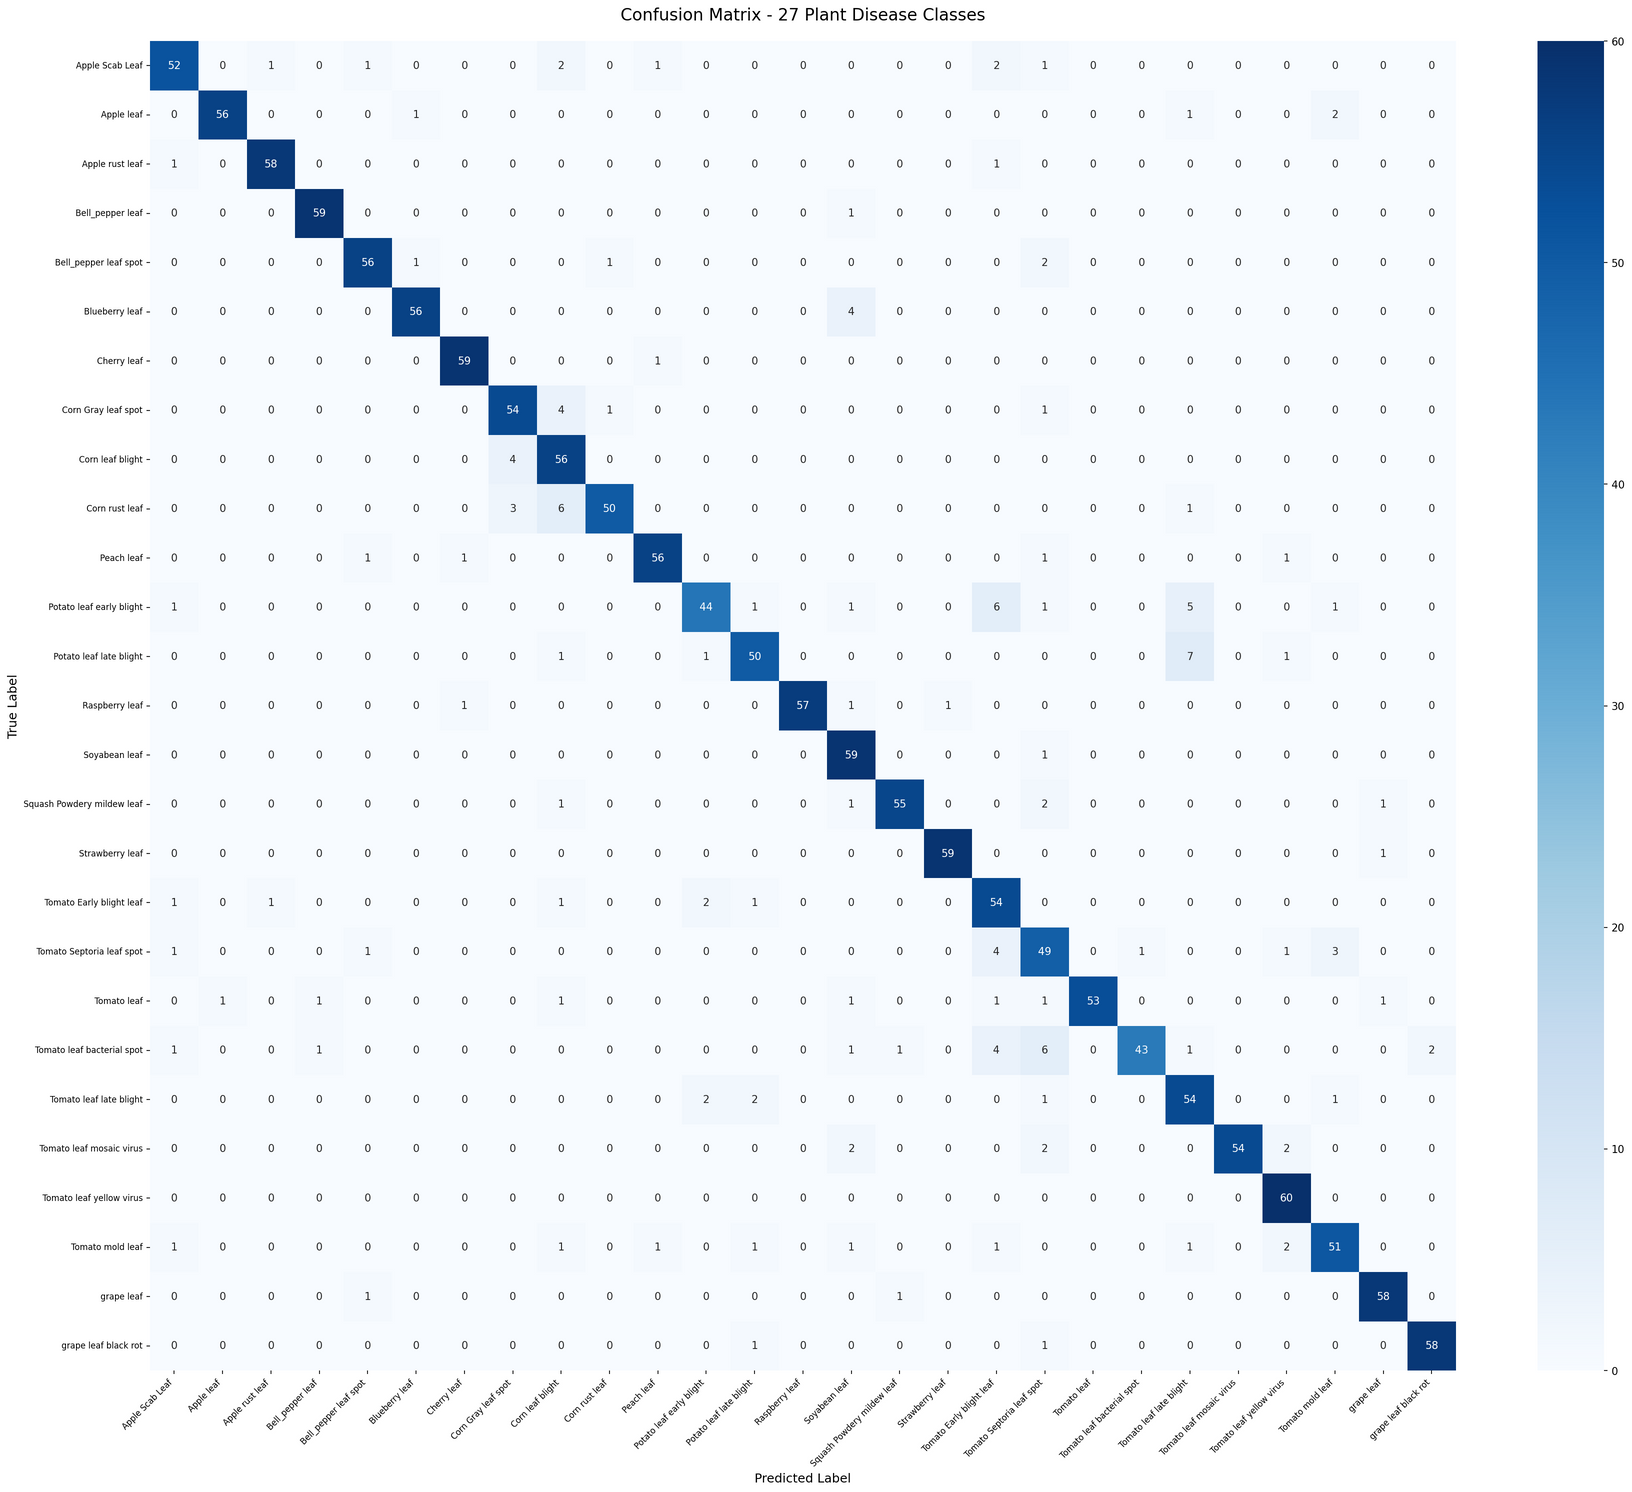 Confusion Matrix - 27 Plant Disease Classes
True Label
Apple Scab Leaf 52 0 1 0 1 0 0 0 2 0 1 0 0 0 0 0 0 2 1 0 0 0 0 0 0 0 0
Apple leaf 0 56 0 0 0 1 0 0 0 0 0 0 0 0 0 0 0 0 0 0 0 1 0 0 2 0 0
Apple rust leaf 1 0 58 0 0 0 0 0 0 0 0 0 0 0 0 0 0 1 0 0 0 0 0 0 0 0 0
Bell_pepper leaf 0 0 0 59 0 0 0 0 0 0 0 0 0 0 1 0 0 0 0 0 0 0 0 0 0 0 0
Bell_pepper leaf spot 0 0 0 0 56 1 0 0 0 1 0 0 0 0 0 0 0 0 2 0 0 0 0 0 0 0 0
Blueberry leaf 0 0 0 0 0 56 0 0 0 0 0 0 0 0 4 0 0 0 0 0 0 0 0 0 0 0 0
Cherry leaf 0 0 0 0 0 0 59 0 0 0 1 0 0 0 0 0 0 0 0 0 0 0 0 0 0 0 0
Corn Gray leaf spot 0 0 0 0 0 0 0 54 4 1 0 0 0 0 0 0 0 0 1 0 0 0 0 0 0 0 0
Corn leaf blight 0 0 0 0 0 0 0 4 56 0 0 0 0 0 0 0 0 0 0 0 0 0 0 0 0 0 0
Corn rust leaf 0 0 0 0 0 0 0 3 6 50 0 0 0 0 0 0 0 0 0 0 0 1 0 0 0 0 0
Peach leaf 0 0 0 0 1 0 1 0 0 0 56 0 0 0 0 0 0 0 1 0 0 0 0 1 0 0 0
Potato leaf early blight 1 0 0 0 0 0 0 0 0 0 0 44 1 0 1 0 0 6 1 0 0 5 0 0 1 0 0
Potato leaf late blight 0 0 0 0 0 0 0 0 1 0 0 1 50 0 0 0 0 0 0 0 0 7 0 1 0 0 0
Raspberry leaf 0 0 0 0 0 0 1 0 0 0 0 0 0 57 1 0 1 0 0 0 0 0 0 0 0 0 0
Soyabean leaf 0 0 0 0 0 0 0 0 0 0 0 0 0 0 59 0 0 0 1 0 0 0 0 0 0 0 0
Squash Powdery mildew leaf 0 0 0 0 0 0 0 0 1 0 0 0 0 0 1 55 0 0 2 0 0 0 0 0 0 1 0
Strawberry leaf 0 0 0 0 0 0 0 0 0 0 0 0 0 0 0 0 59 0 0 0 0 0 0 0 0 1 0
Tomato Early blight leaf 1 0 1 0 0 0 0 0 1 0 0 2 1 0 0 0 0 54 0 0 0 0 0 0 0 0 0
Tomato Septoria leaf spot 1 0 0 0 1 0 0 0 0 0 0 0 0 0 0 0 0 4 49 0 1 0 0 1 3 0 0
Tomato leaf 0 1 0 1 0 0 0 0 1 0 0 0 0 0 1 0 0 1 1 53 0 0 0 0 0 1 0
Tomato leaf bacterial spot 1 0 0 1 0 0 0 0 0 0 0 0 0 0 1 1 0 4 6 0 43 1 0 0 0 0 2
Tomato leaf late blight 0 0 0 0 0 0 0 0 0 0 0 2 2 0 0 0 0 0 1 0 0 54 0 0 1 0 0
Tomato leaf mosaic virus 0 0 0 0 0 0 0 0 0 0 0 0 0 0 2 0 0 0 2 0 0 0 54 2 0 0 0
Tomato leaf yellow virus 0 0 0 0 0 0 0 0 0 0 0 0 0 0 0 0 0 0 0 0 0 0 0 60 0 0 0
Tomato mold leaf 1 0 0 0 0 0 0 0 1 0 1 0 1 0 1 0 0 1 0 0 0 1 0 2 51 0 0
grape leaf 0 0 0 0 1 0 0 0 0 0 0 0 0 0 0 1 0 0 0 0 0 0 0 0 0 58 0
grape leaf black rot 0 0 0 0 0 0 0 0 0 0 0 0 1 0 0 0 0 0 1 0 0 0 0 0 0 0 58
Apple Scab Leaf
Apple leaf
Apple rust leaf
Bell_pepper leaf
Bell_pepper leaf spot
Blueberry leaf
Cherry leaf
Corn Gray leaf spot
Corn leaf blight
Corn rust leaf
Peach leaf
Potato leaf early blight
Potato leaf late blight
Raspberry leaf
Soyabean leaf
Squash Powdery mildew leaf
Strawberry leaf
Tomato Early blight leaf
Tomato Septoria leaf spot
Tomato leaf
Tomato leaf bacterial spot
Tomato leaf late blight
Tomato leaf mosaic virus
Tomato leaf yellow virus
Tomato mold leaf
grape leaf
grape leaf black rot
Predicted Label
60
50
40
30
20
10
0